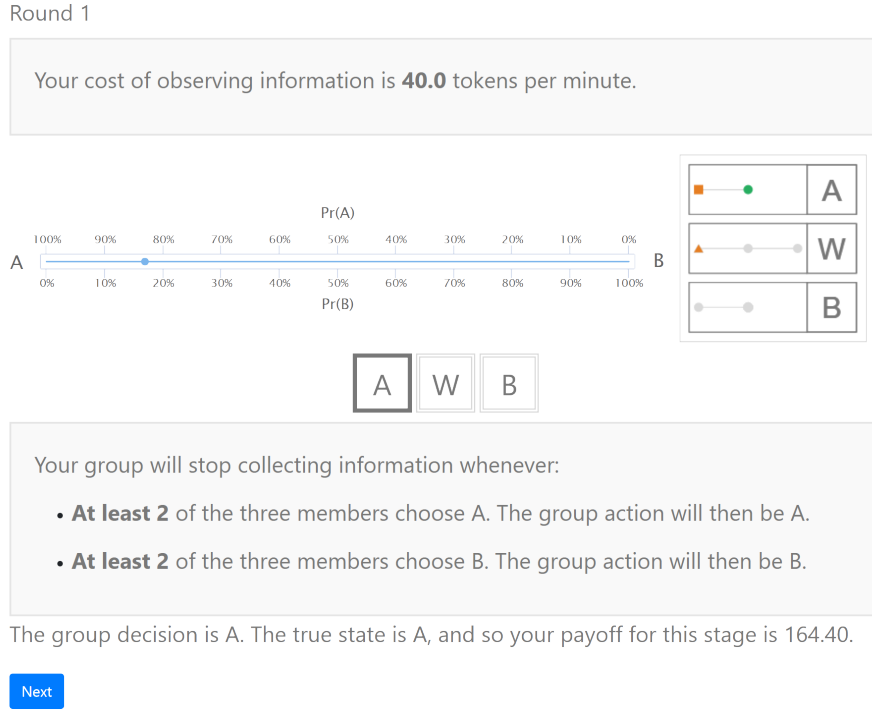 Round 1
Your cost of observing information is 40.0 tokens per minute.
Pr(A)
100% 90% 80% 70% 60% 50% 40% 30% 20% 10% 0%
A B
0% 10% 20% 30% 40% 50% 60% 70% 80% 90% 100%
Pr(B)
A
W
B
A W B
Your group will stop collecting information whenever:
• At least 2 of the three members choose A. The group action will then be A.
• At least 2 of the three members choose B. The group action will then be B.
The group decision is A. The true state is A, and so your payoff for this stage is 164.40.
Next